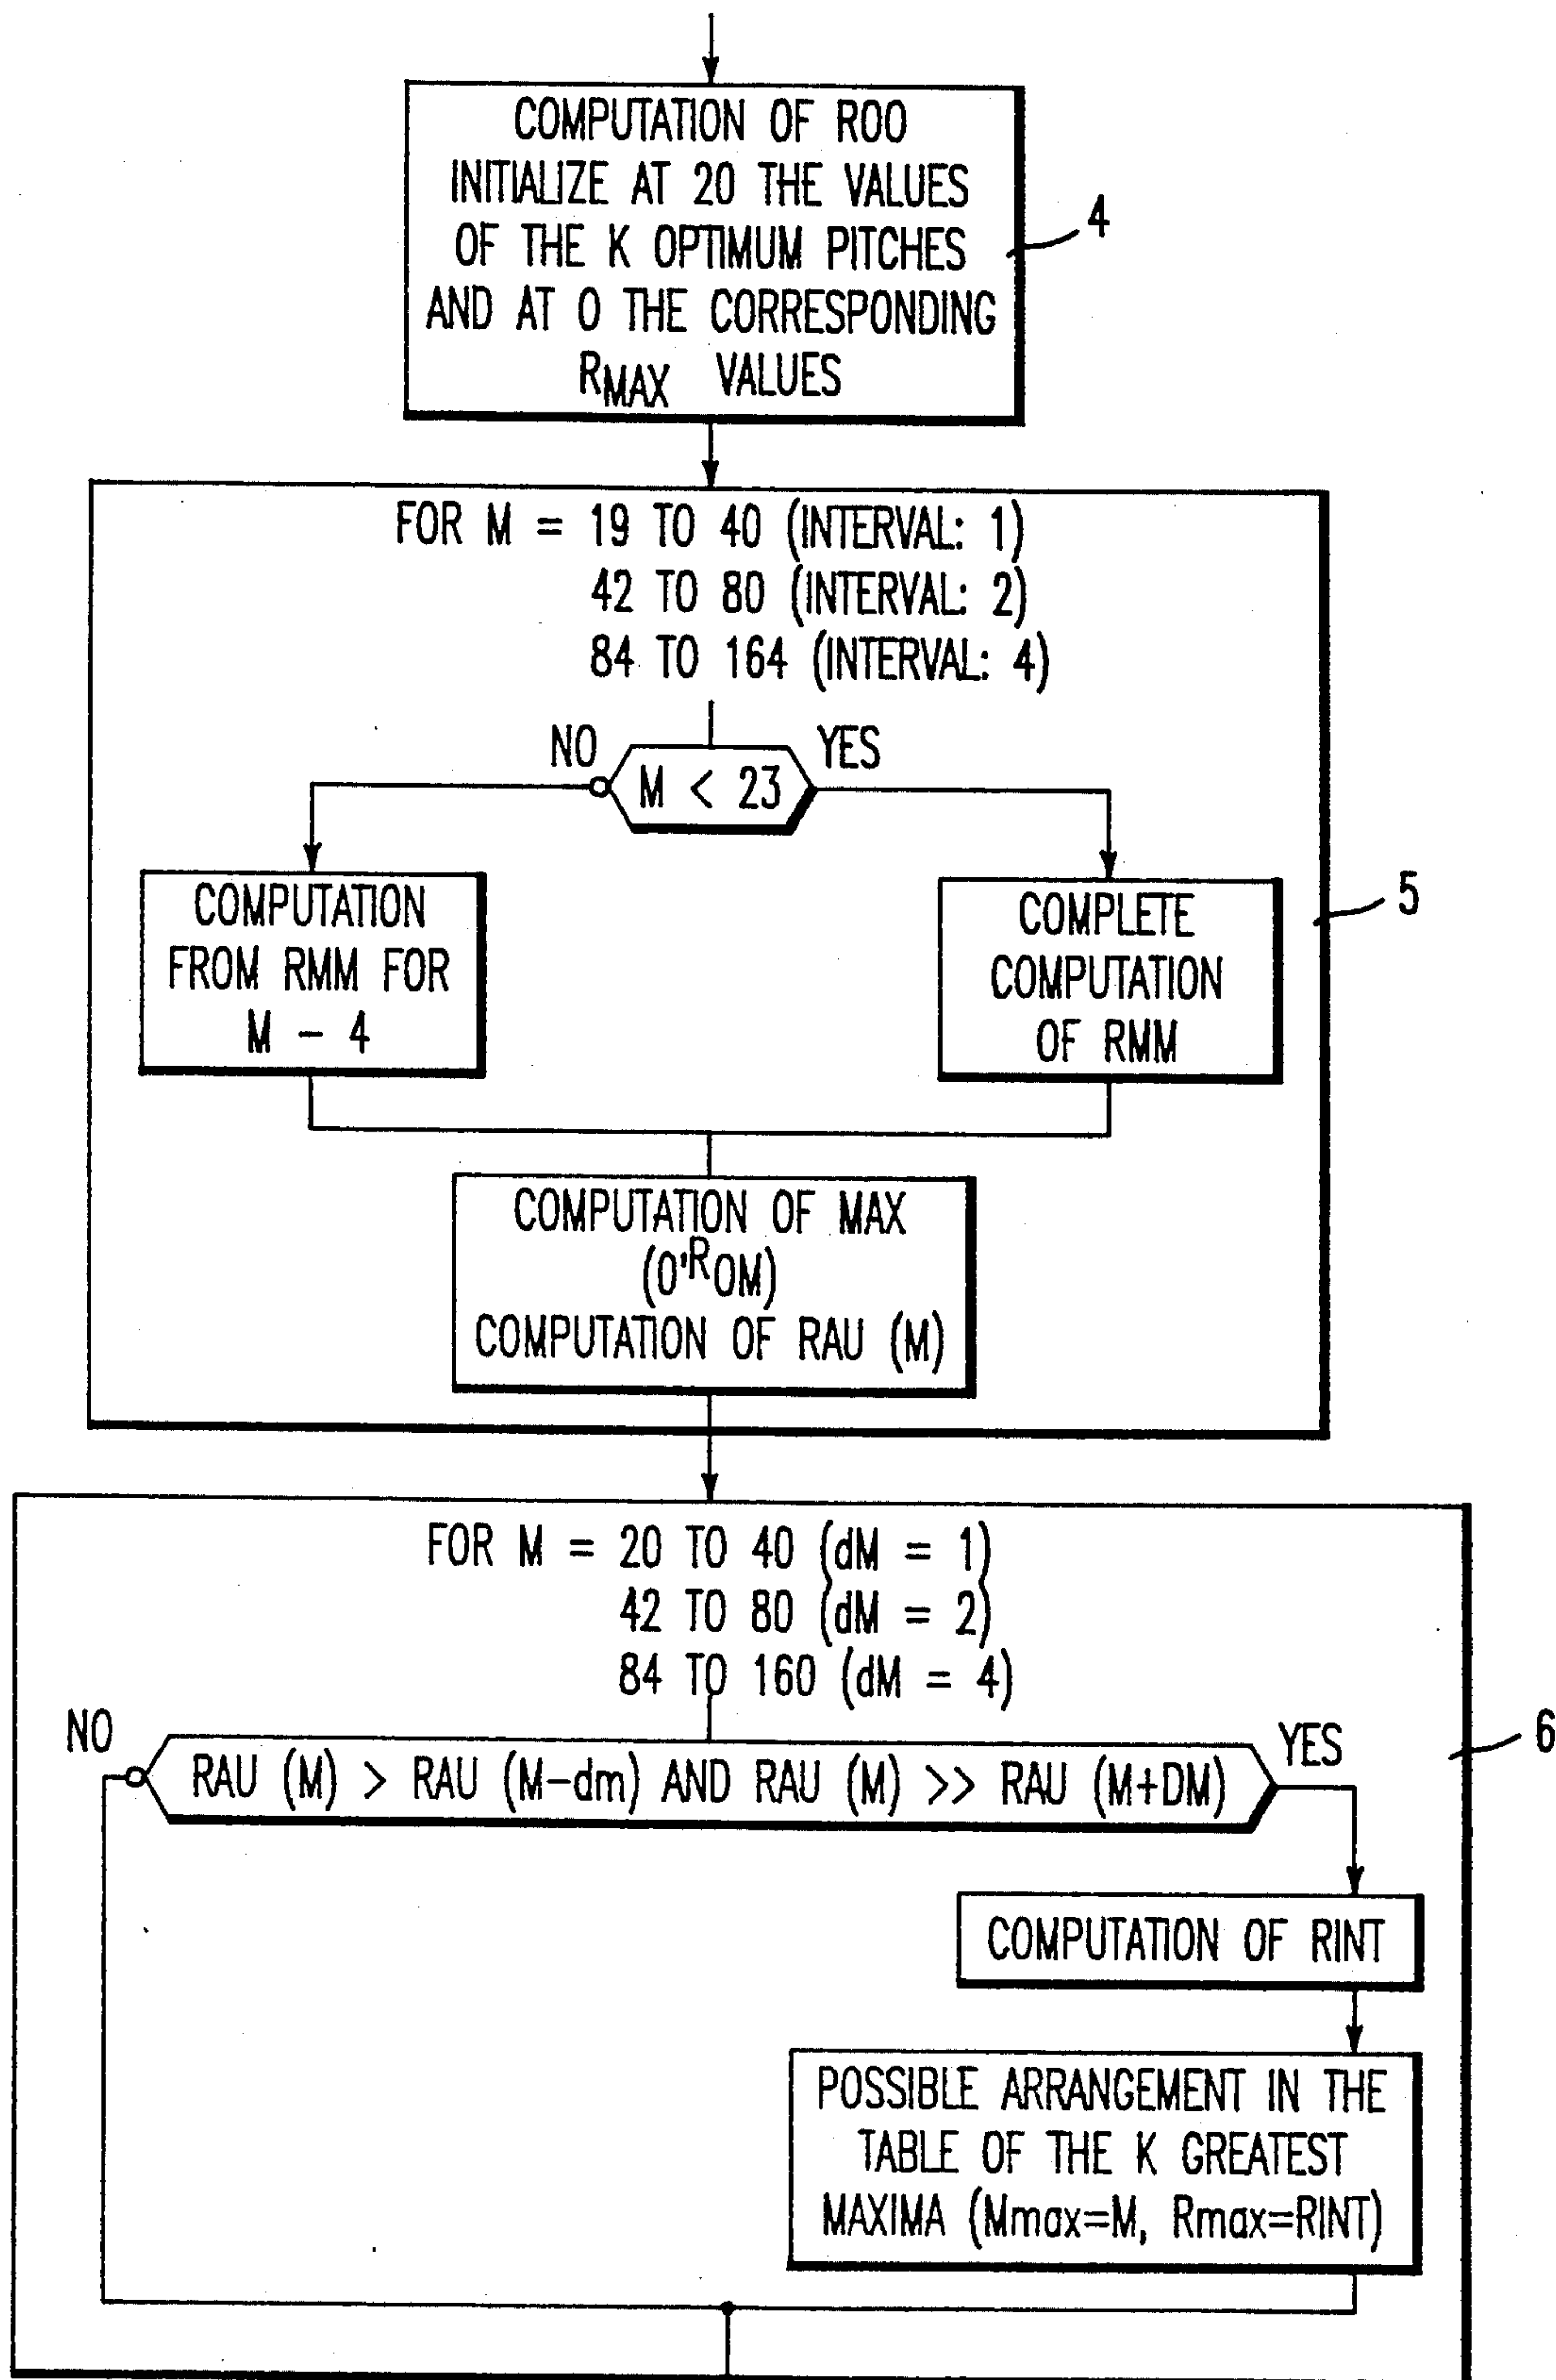 COMPUTATION OF ROO
INITIALIZE AT 20 THE VALUES
OF THE K OPTIMUM PITCHES
AND AT 0 THE CORRESPONDING
RMAX VALUES
4
FOR M = 19 TO 40 (INTERVAL: 1)
42 TO 80 (INTERVAL: 2)
84 TO 164 (INTERVAL: 4)
NO
YES
M < 23
COMPUTATION
FROM RMM FOR
M - 4
COMPLETE
COMPUTATION
OF RMM
5
COMPUTATION OF MAX
(0'ROM)
COMPUTATION OF RAU (M)
FOR M = 20 TO 40 (dM = 1)
42 TO 80 (dM = 2)
84 TO 160 (dM = 4)
NO
YES
6
RAU (M) > RAU (M-dm) AND RAU (M) >> RAU (M+DM)
COMPUTATION OF RINT
POSSIBLE ARRANGEMENT IN THE
TABLE OF THE K GREATEST
MAXIMA (Mmax=M, Rmax=RINT)